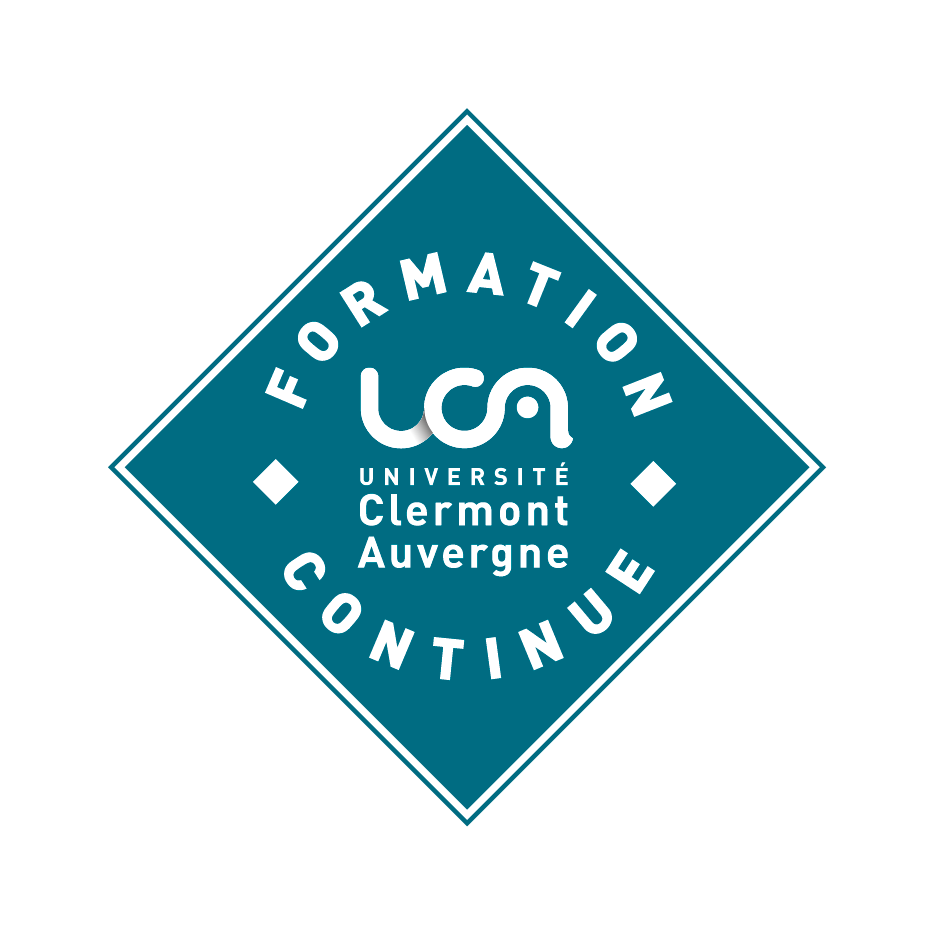 FORMATION
UCA
UNIVERSITÉ
Clermont
Auvergne
CONTINUE